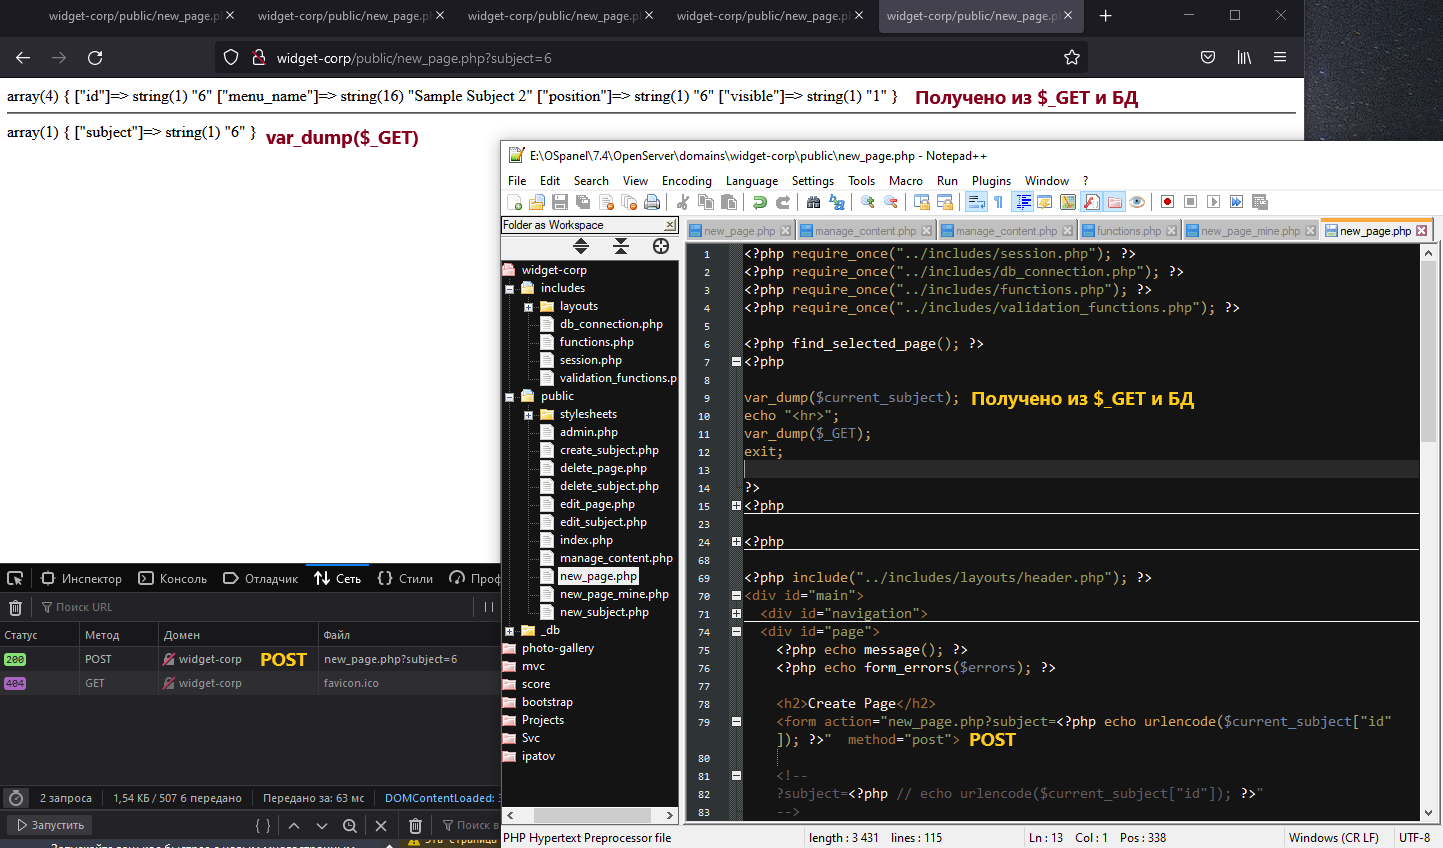 widget-corp/public/new_page.ph
widget-corp/public/new_page.ph
widget-corp/public/new_page.ph
widget-corp/public/new_page.ph
widget-corp/public/new_page.ph
widget-corp/public/new_page.php?subject=6
array(4) { ["id"]=> string(1) "6" ["menu_name"]=> string(16) "Sample Subject 2" ["position"]=> string(1) "6" ["visible"]=> string(1) "1" } Получено из $_GET и БД
array(1) { ["subject"]=> string(1) "6" } var_dump($_GET)
E:\OSpanel\7.4\OpenServer\domains\widget-corp\public\new_page.php - Notepad++
File Edit Search View Encoding Language Settings Tools Macro Run Plugins Window ?
Folder as Workspace
new_page.php manage_content.php manage_content.php functions.php new_page_mine.php new_page.php
widget-corp
includes
layouts
db_connection.php
functions.php
session.php
validation_functions.p
public
stylesheets
admin.php
create_subject.php
delete_page.php
delete_subject.php
edit_page.php
edit_subject.php
index.php
manage_content.php
new_page.php
new_page_mine.php
new_subject.php
_db
photo-gallery
mvc
score
bootstrap
Projects
Svc
ipatov
1 <?php require_once("../includes/session.php"); ?>
2 <?php require_once("../includes/db_connection.php"); ?>
3 <?php require_once("../includes/functions.php"); ?>
4 <?php require_once("../includes/validation_functions.php"); ?>
5
6 <?php find_selected_page(); ?>
7 <?php
8
9 var_dump($current_subject); Получено из $_GET и БД
10 echo "<hr>";
11 var_dump($_GET);
12 exit;
13
14 ?>
15 <?php
23
24 <?php
68
69 <?php include("../includes/layouts/header.php"); ?>
70 <div id="main">
71 <div id="navigation">
74 <div id="page">
75 <?php echo message(); ?>
76 <?php echo form_errors($errors); ?>
77
78 <h2>Create Page</h2>
79 <form action="new_page.php?subject=<?php echo urlencode($current_subject["id"
]); ?>" method="post"> POST
80
81 <!--
82 ?subject=<?php // echo urlencode($current_subject["id"]); ?>"
83 -->
Инспектор Консоль Отладчик Сеть Стили Проф
Поиск URL
Статус Метод Домен Файл
200 POST widget-corp POST new_page.php?subject=6
404 GET widget-corp favicon.ico
2 запроса 1,54 КБ / 507 б передано Передано за: 63 мс DOMContentLoaded:
Запустить Поиск в
Эта страница
PHP Hypertext Preprocessor file length : 3 431 lines : 115 Ln : 13 Col : 1 Pos : 338 Windows (CR LF) UTF-8